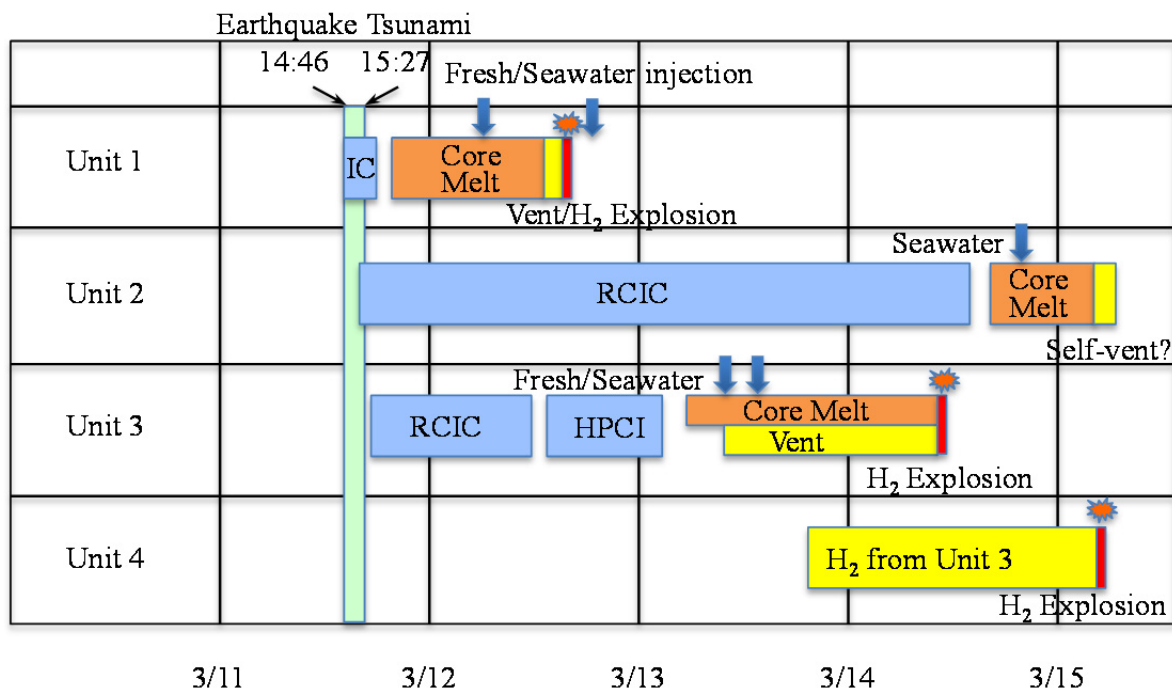 Earthquake Tsunami
14:46 15:27
Fresh/Seawater injection
Unit 1
IC
Core
Melt
Vent/H₂ Explosion
Unit 2
RCIC
Seawater
Core
Melt
Self-vent?
Unit 3
Fresh/Seawater
RCIC
HPCI
Core Melt
Vent
H₂ Explosion
Unit 4
H₂ from Unit 3
H₂ Explosion
3/11 3/12 3/13 3/14 3/15